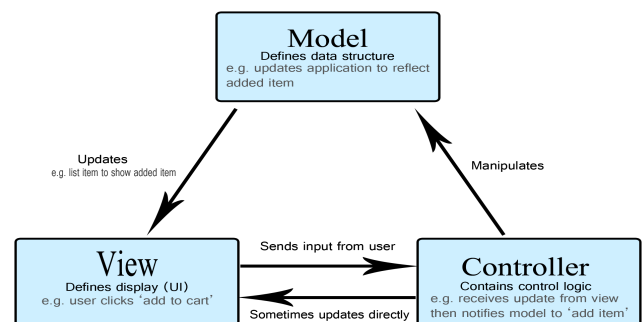 Model
Defines data structure
e.g. updates application to reflect
added item
Updates
e.g. list item to show added item
Manipulates
View
Defines display (UI)
e.g. user clicks ‘add to cart’
Sends input from user
Sometimes updates directly
Controller
Contains control logic
e.g. receives update from view
then notifies model to ‘add item’